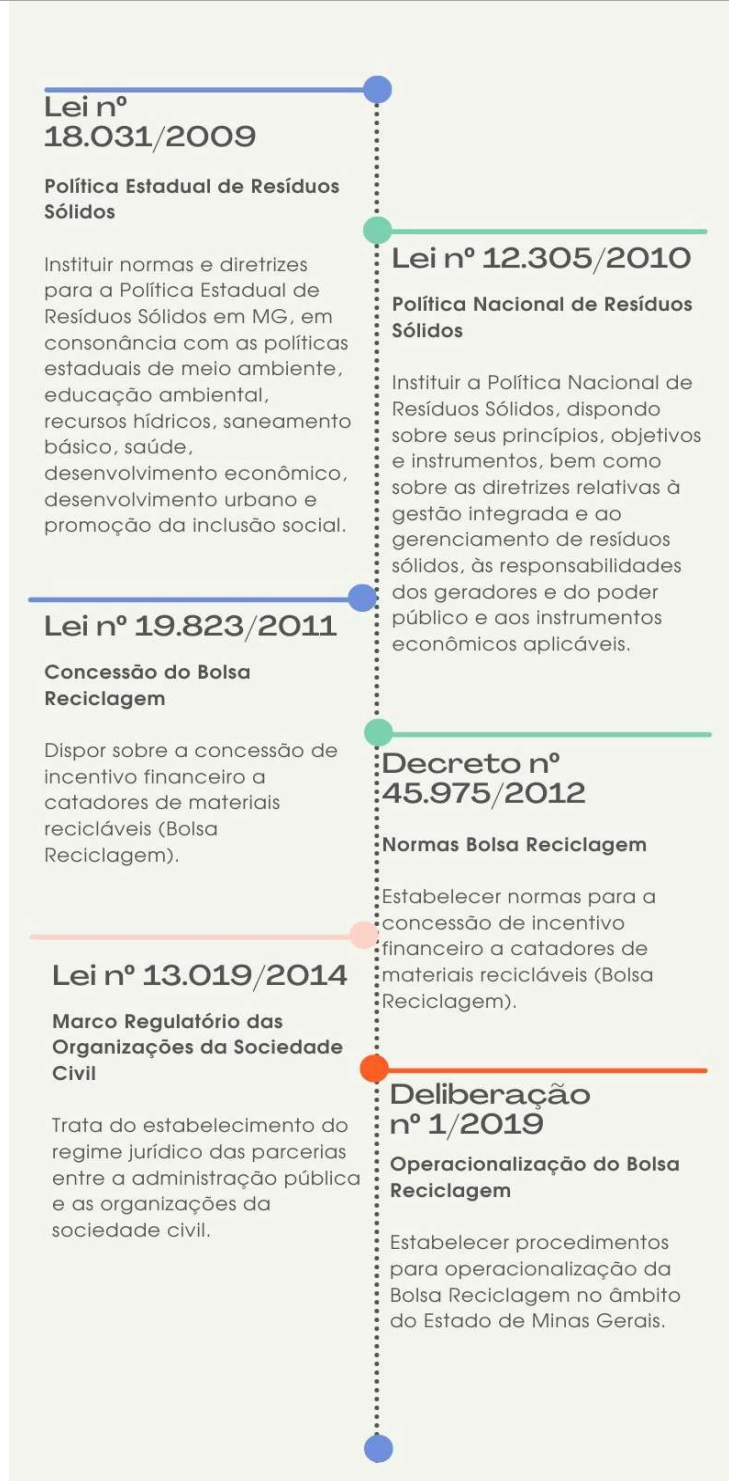 Lei nº
18.031/2009
Política Estadual de Resíduos
Sólidos
Instituir normas e diretrizes
para a Política Estadual de
Resíduos Sólidos em MG, em
consonância com as políticas
estaduais de meio ambiente,
educação ambiental,
recursos hídricos, saneamento
básico, saúde,
desenvolvimento econômico,
desenvolvimento urbano e
promoção da inclusão social.
Lei nº 12.305/2010
Política Nacional de Resíduos
Sólidos
Instituir a Política Nacional de
Resíduos Sólidos, dispondo
sobre seus princípios, objetivos
e instrumentos, bem como
sobre as diretrizes relativas à
gestão integrada e ao
gerenciamento de resíduos
sólidos, às responsabilidades
dos geradores e do poder
público e aos instrumentos
econômicos aplicáveis.
Lei nº 19.823/2011
Concessão do Bolsa
Reciclagem
Dispor sobre a concessão de
incentivo financeiro a
catadores de materiais
recicláveis (Bolsa
Reciclagem).
Decreto nº
45.975/2012
Normas Bolsa Reciclagem
Estabelecer normas para a
concessão de incentivo
financeiro a catadores de
materiais recicláveis (Bolsa
Reciclagem).
Lei nº 13.019/2014
Marco Regulatório das
Organizações da Sociedade
Civil
Trata do estabelecimento do
regime jurídico das parcerias
entre a administração pública
e as organizações da
sociedade civil.
Deliberação
nº 1/2019
Operacionalização do Bolsa
Reciclagem
Estabelecer procedimentos
para operacionalização da
Bolsa Reciclagem no âmbito
do Estado de Minas Gerais.